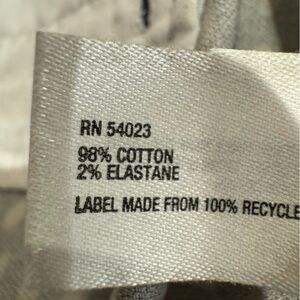 RN 54023
98% COTTON
2% ELASTANE
LABEL MADE FROM 100% RECYCLE